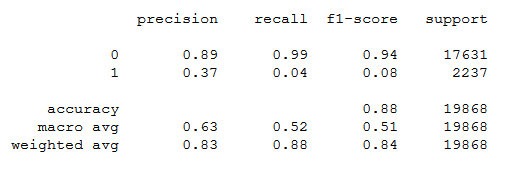 precision recall f1-score support
0 0.89 0.99 0.94 17631
1 0.37 0.04 0.08 2237
accuracy 0.88 19868
macro avg 0.63 0.52 0.51 19868
weighted avg 0.83 0.88 0.84 19868